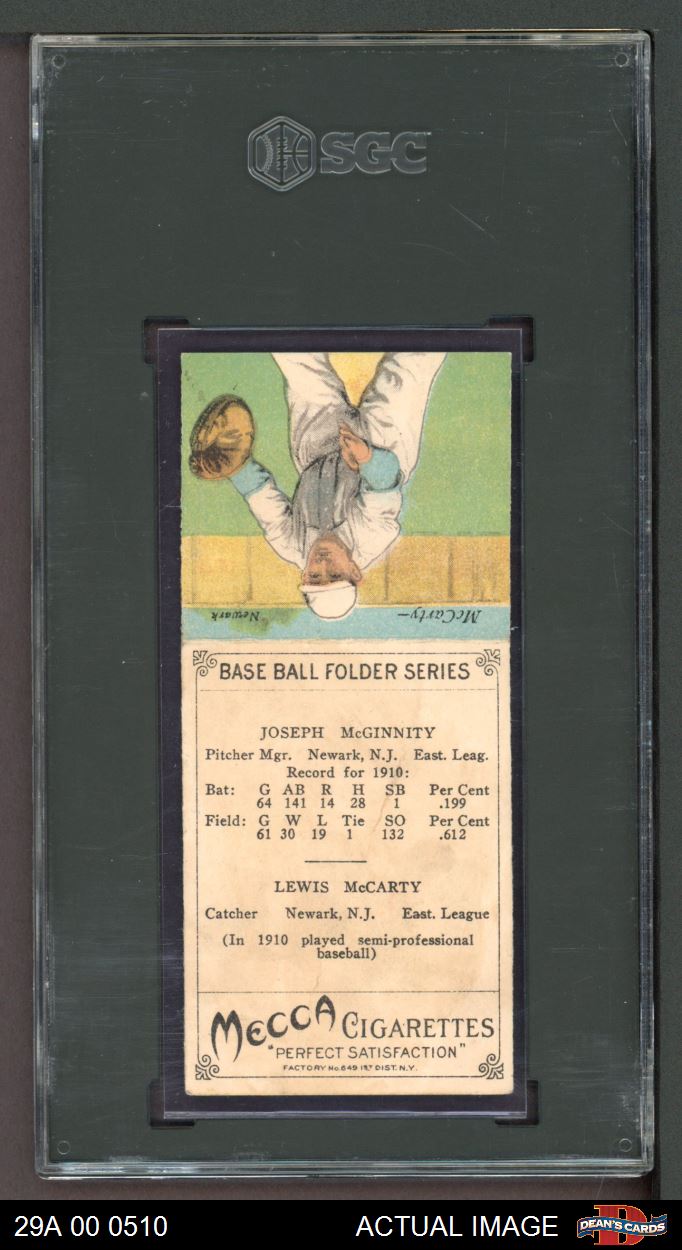 SGC
McCarty—
Newark
BASE BALL FOLDER SERIES
JOSEPH McGINNITY
Pitcher Mgr. Newark, N.J. East. Leag.
Record for 1910:
Bat: G AB R H SB Per Cent
64 141 14 28 1 .199
Field: G W L Tie SO Per Cent
61 30 19 1 132 .612
LEWIS McCARTY
Catcher Newark, N.J. East. League
(In 1910 played semi-professional
baseball)
MECCA CIGARETTES
"PERFECT SATISFACTION"
FACTORY No. 649 1ST DIST. N.Y.
29A 00 0510 ACTUAL IMAGE DEAN'S CARDS